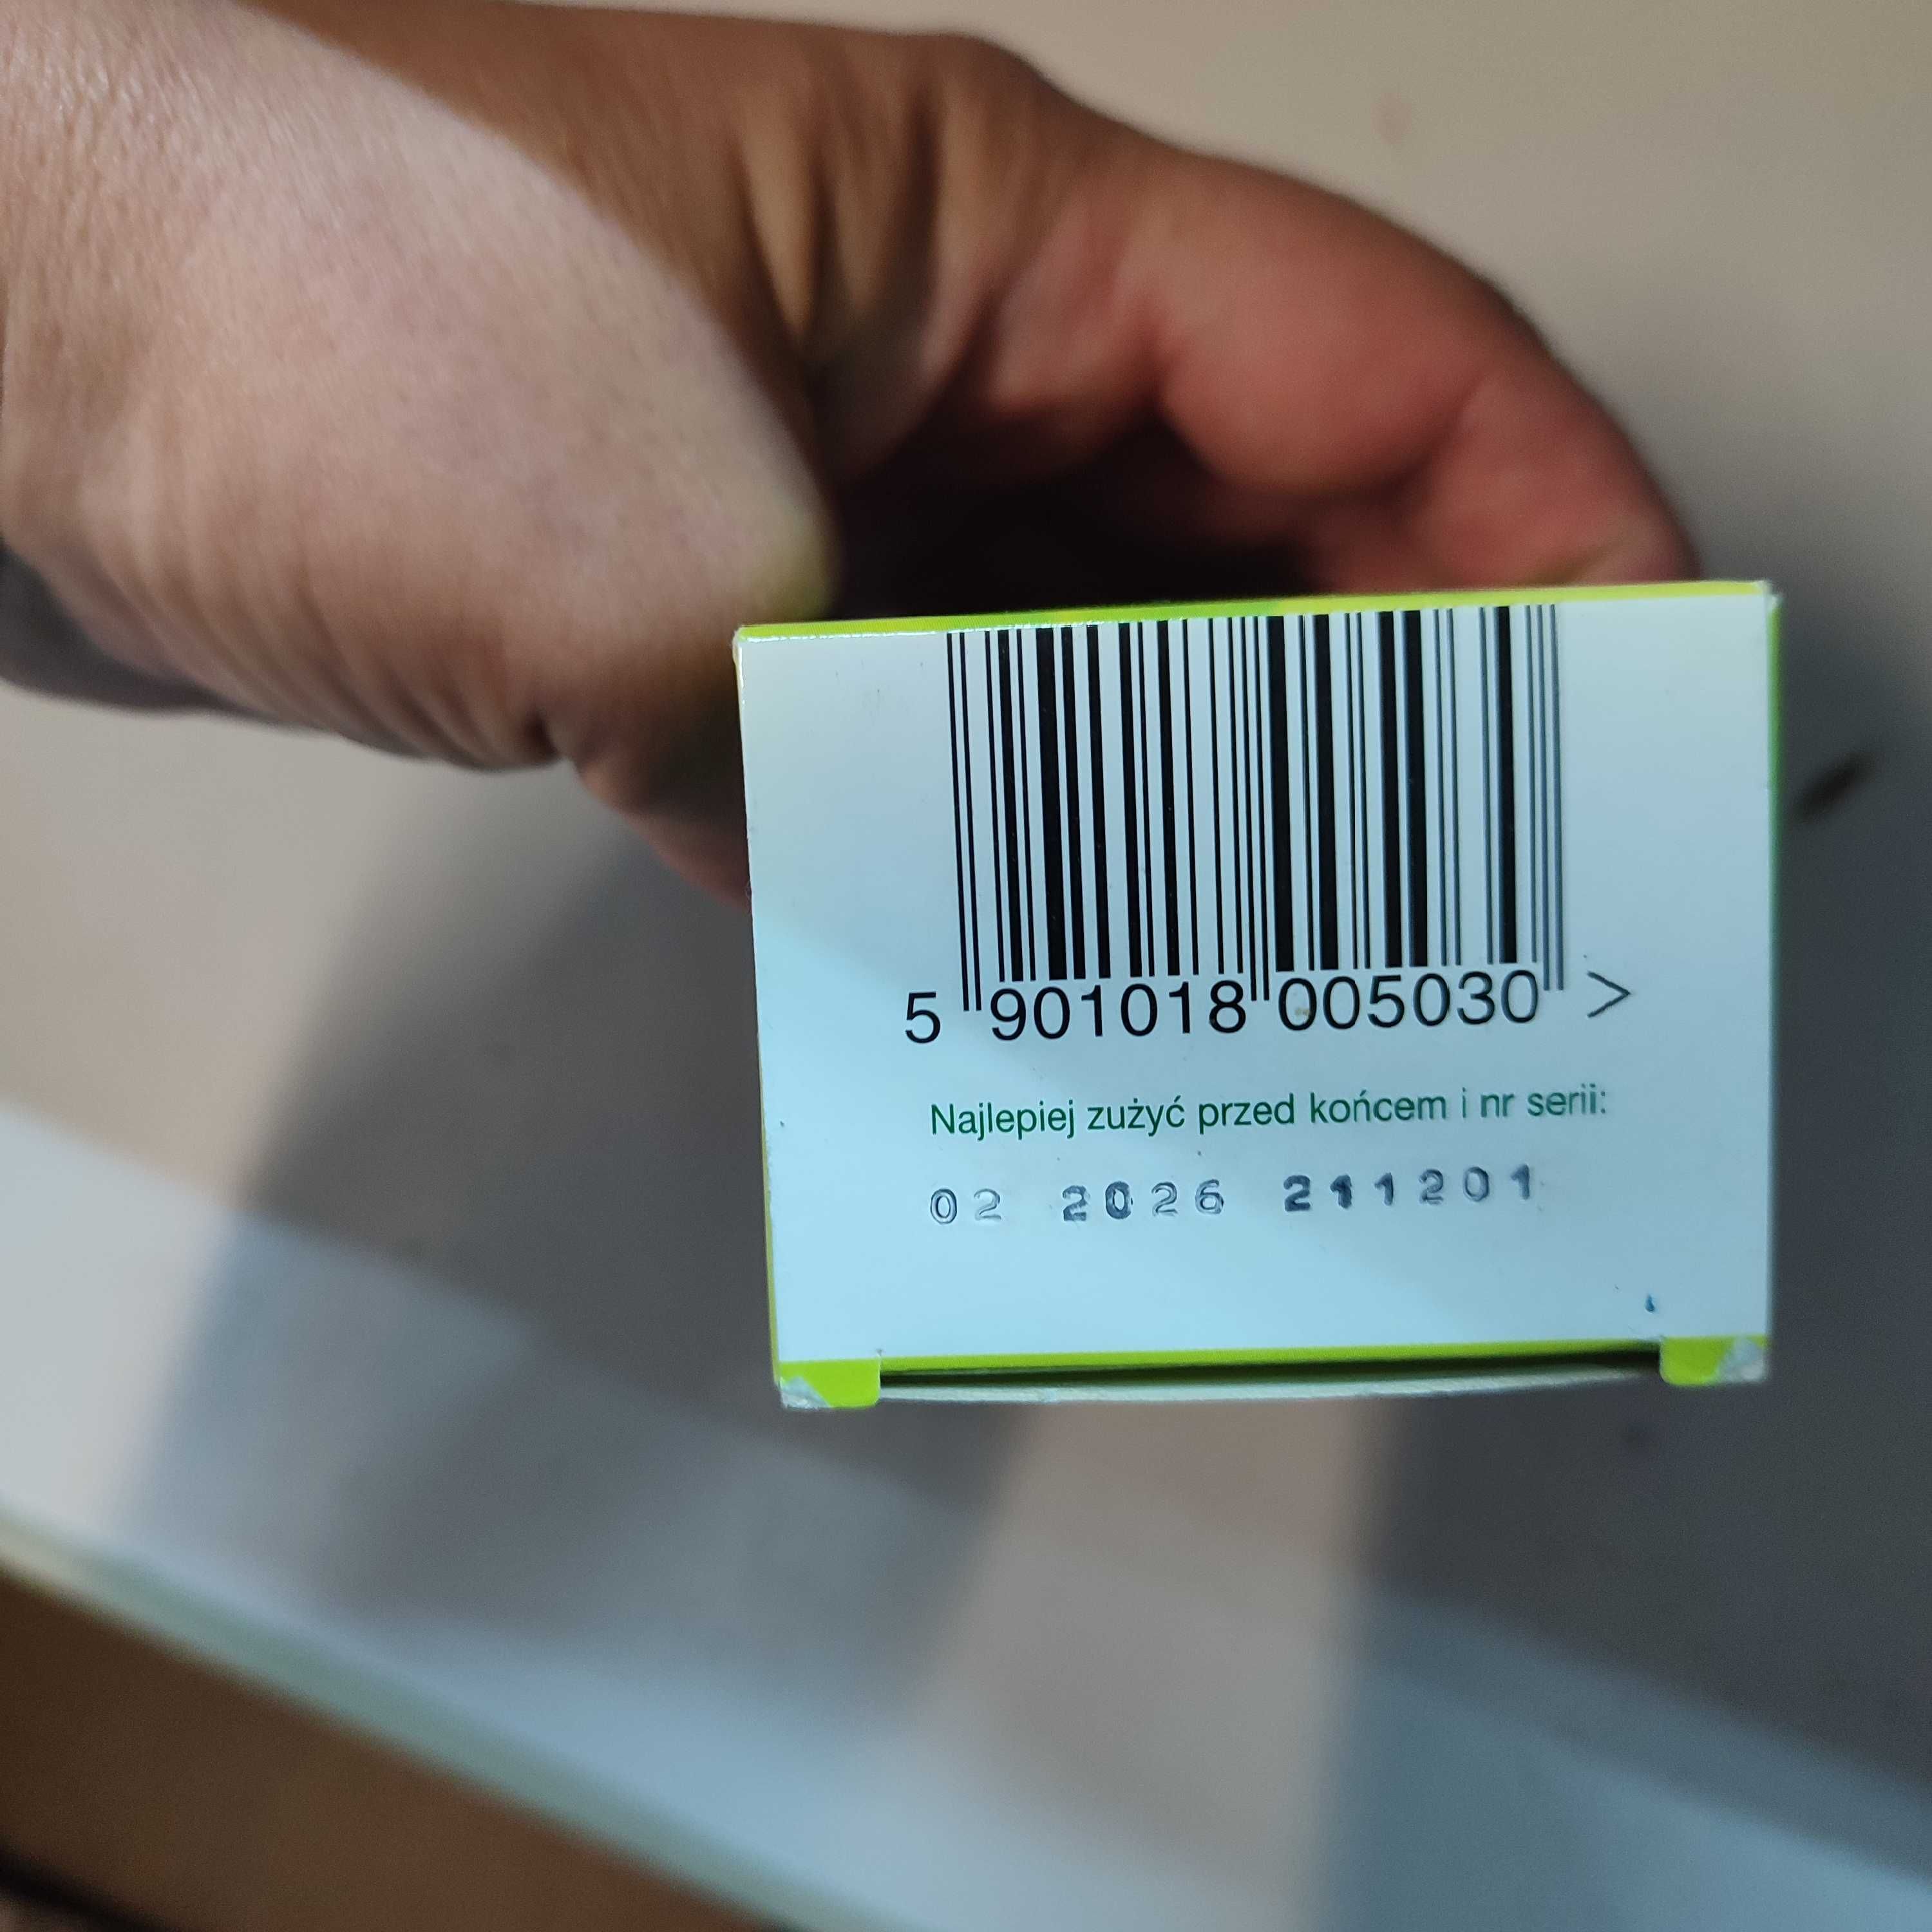 5 901018 005030 >
Najlepiej zużyć przed końcem i nr serii:
02 2026 211201